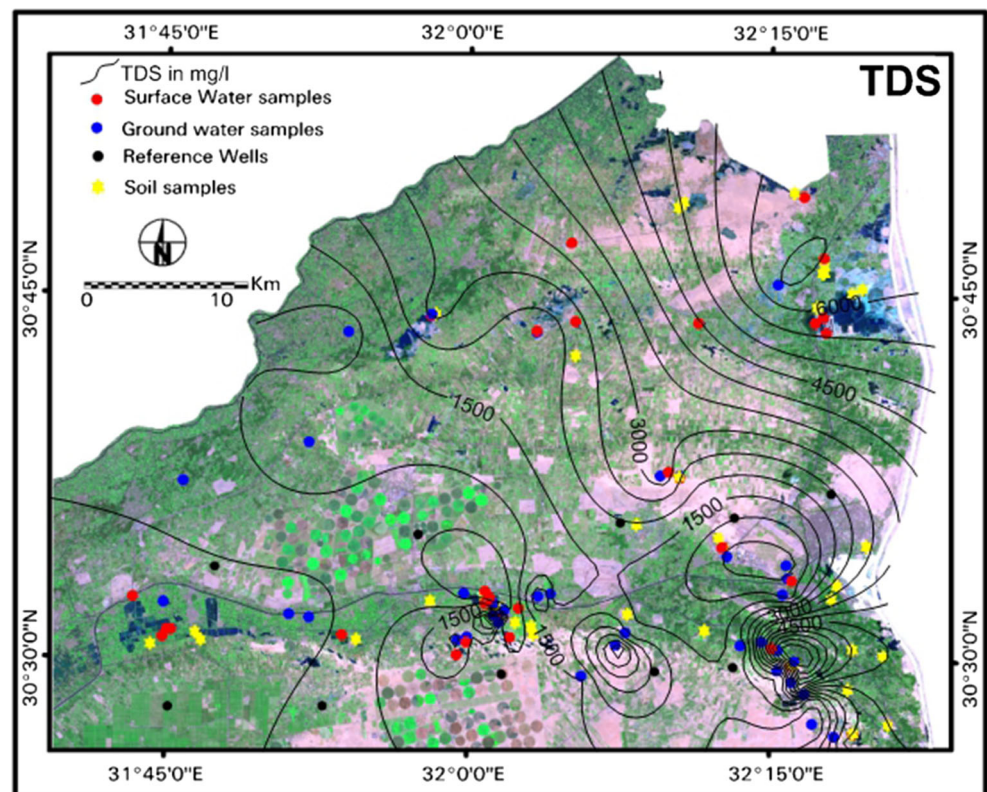 31°45'0"E 32°0'0"E 32°15'0"E
TDS
TDS in mg/l
Surface Water samples
Ground water samples
Reference Wells
Soil samples
N
Km
0 10
30°45'0"N
30°45'0"N
6000
4500
1500
3000
1500
1500
30°30'0"N
30°30'0"N
31°45'0"E 32°0'0"E 32°15'0"E